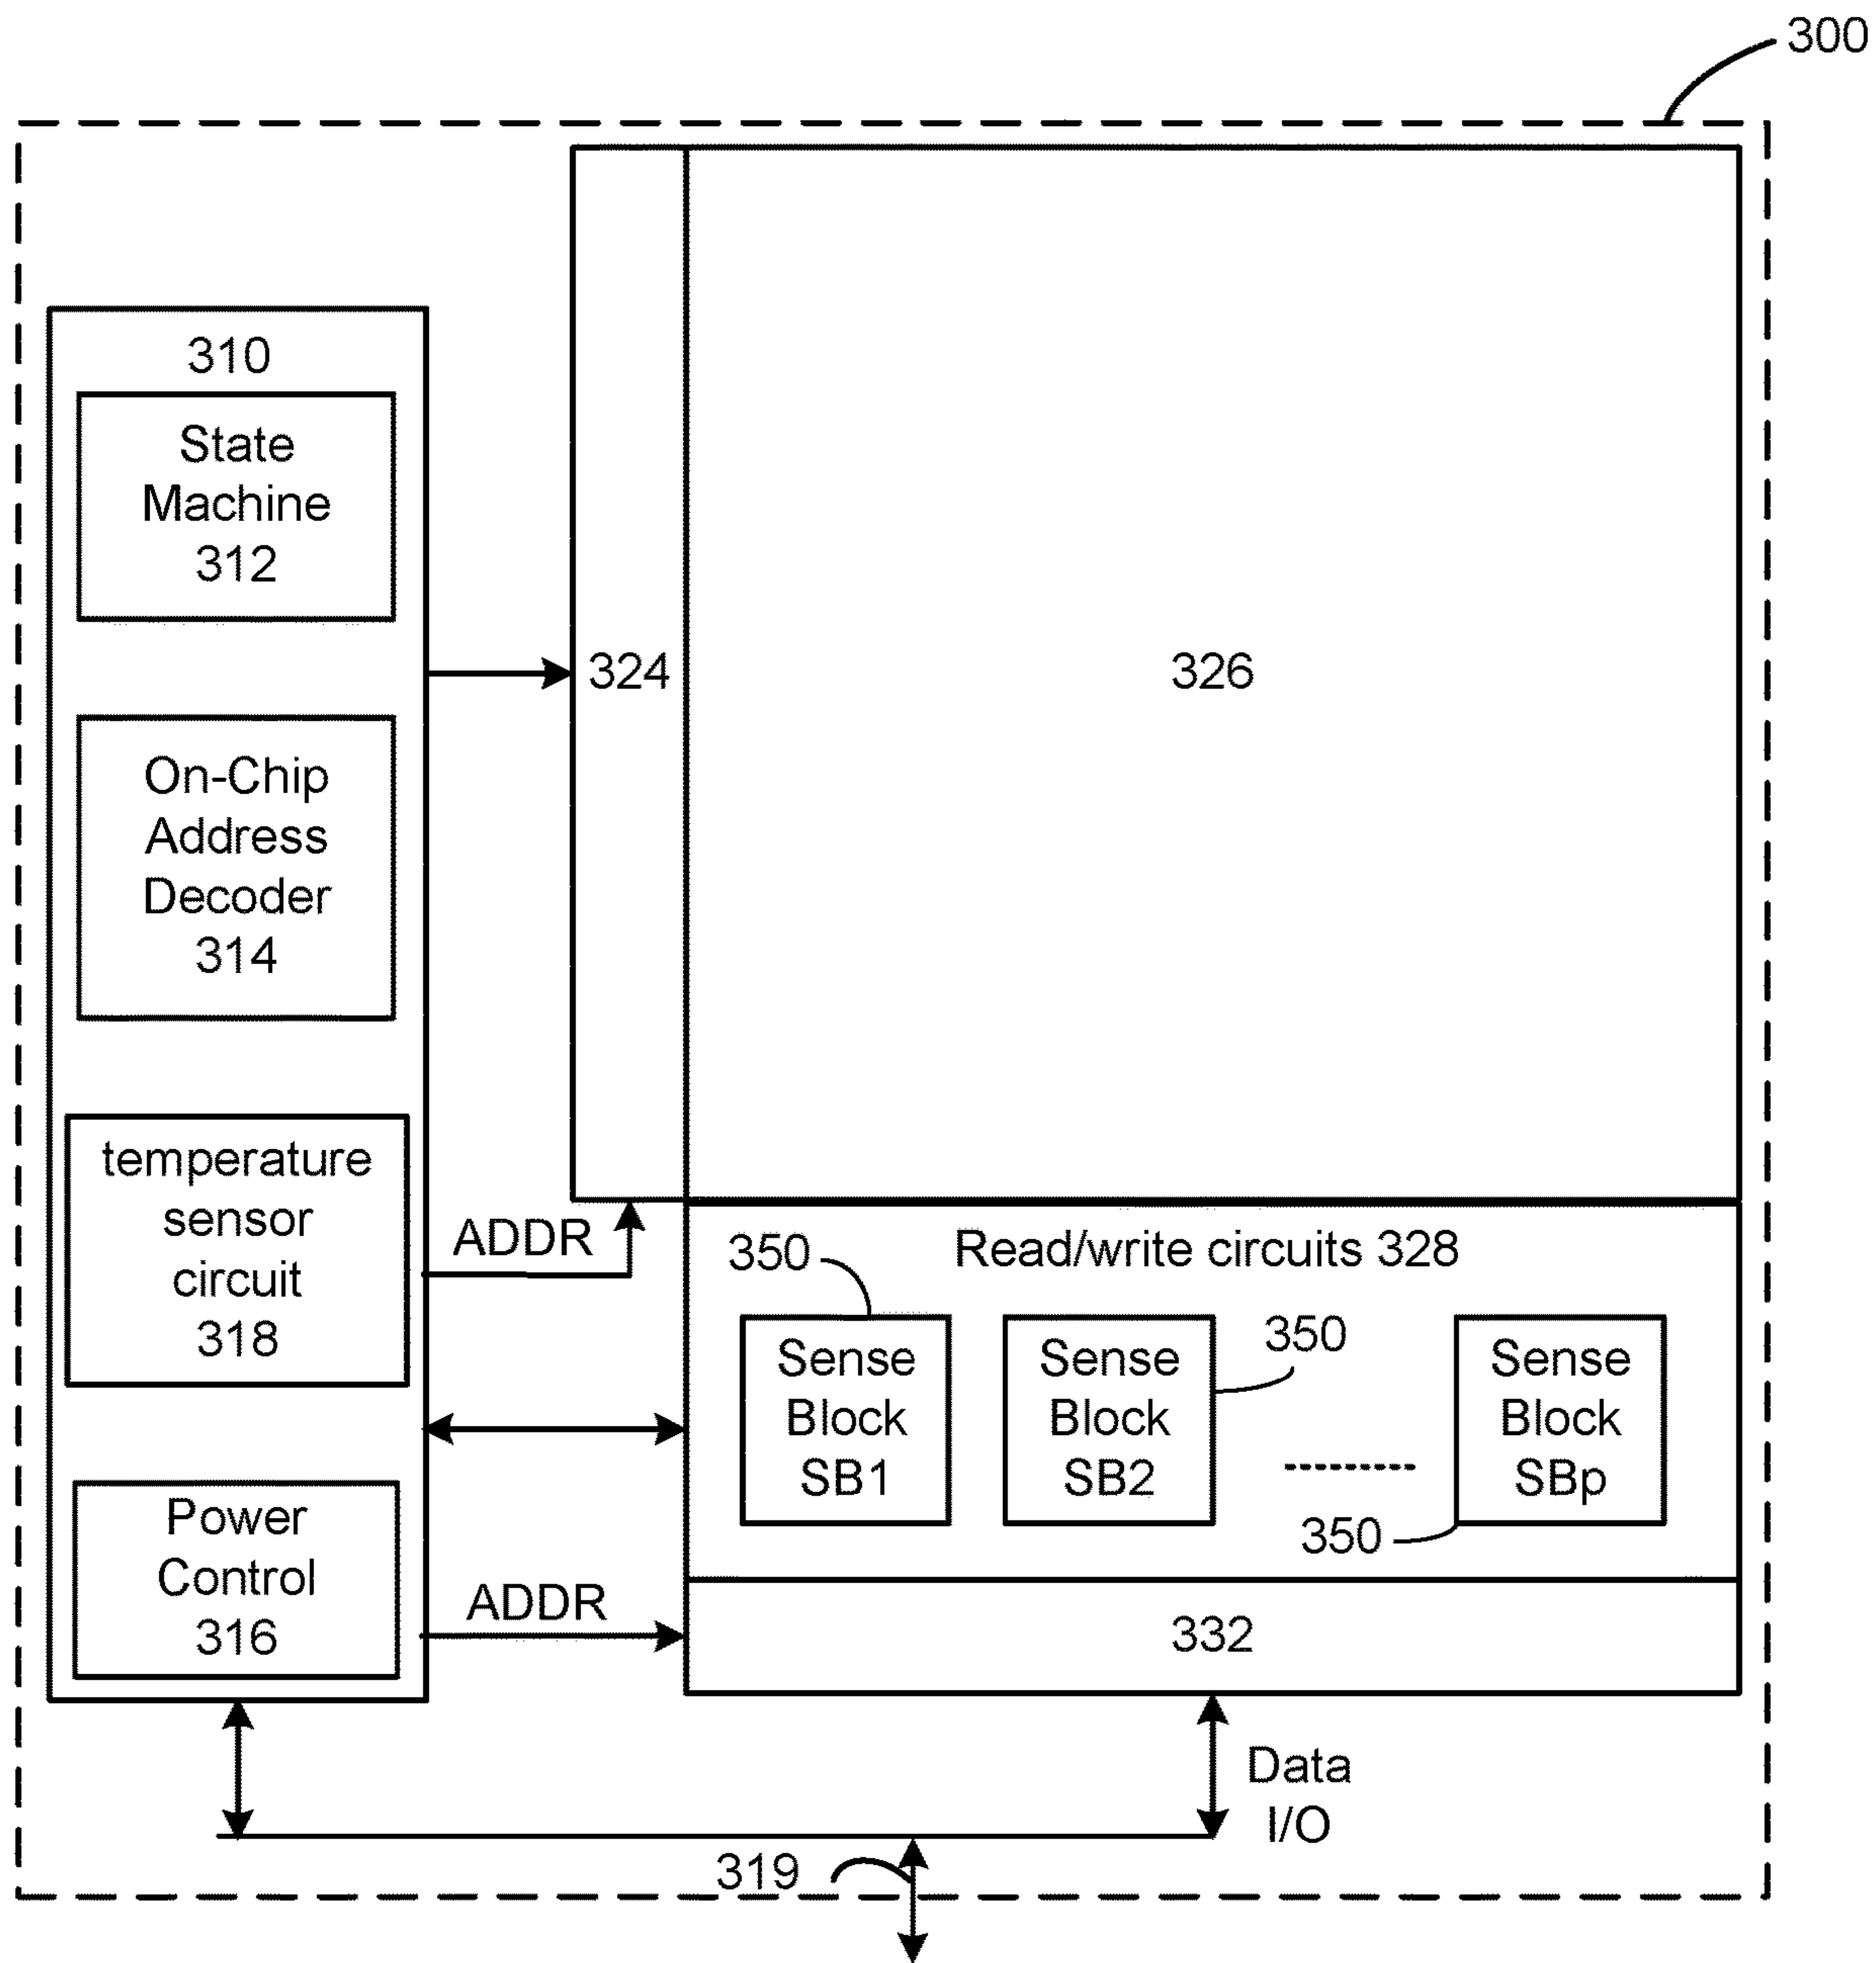 300
310
State
Machine
312
On-Chip
Address
Decoder
314
temperature
sensor
circuit
318
Power
Control
316
324
326
ADDR
ADDR
Read/write circuits 328
350
Sense
Block
SB1
Sense
Block
SB2
350
Sense
Block
SBp
350
332
Data
I/O
319